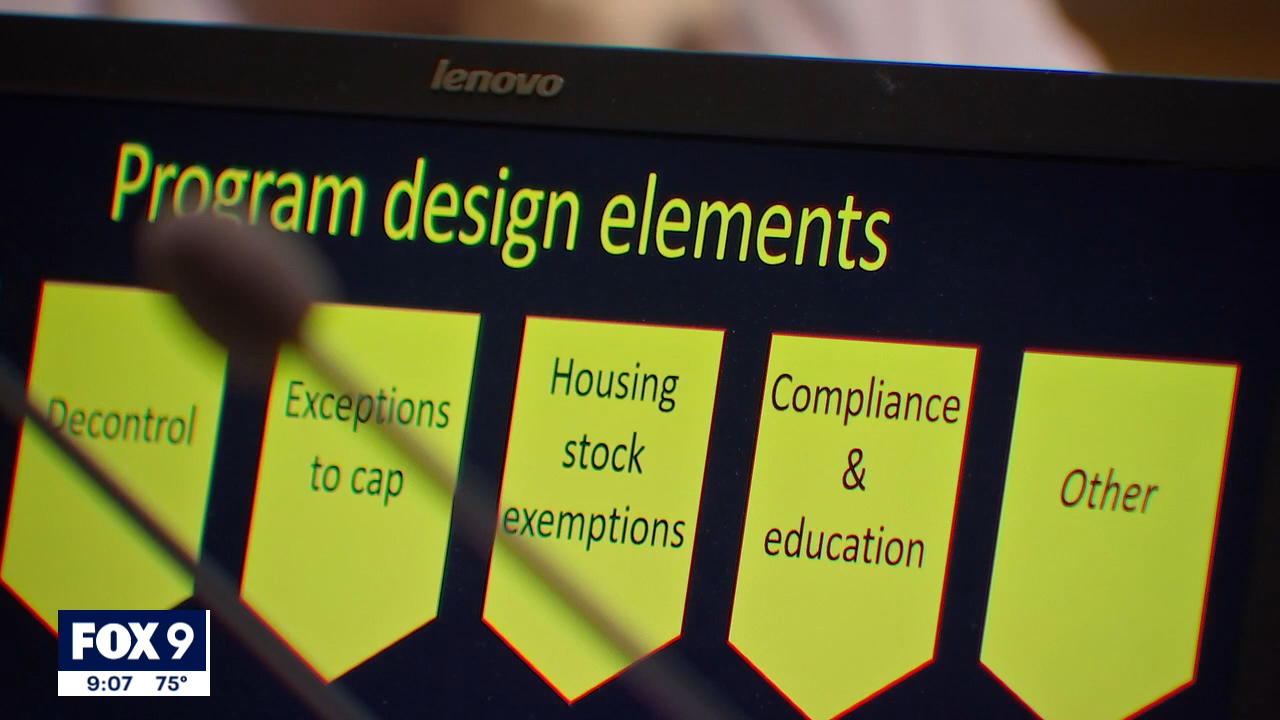 lenovo
Program design elements
Decontrol
Exceptions
to cap
Housing
stock
exemptions
Compliance
&
education
Other
FOX 9
9:07 75°